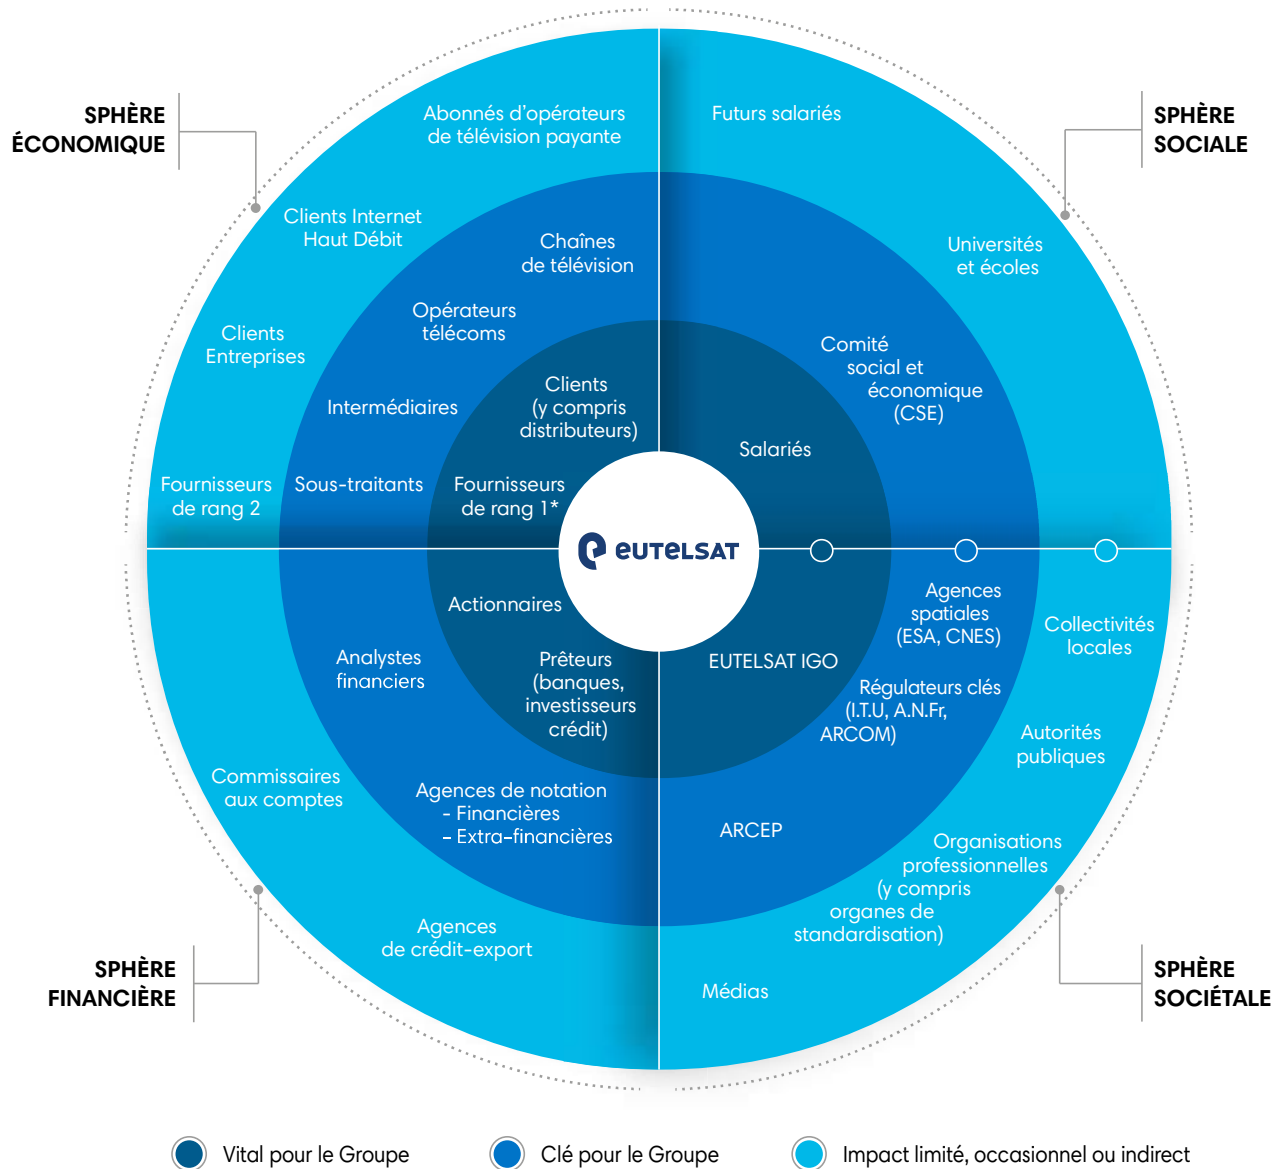 SPHÈRE
ÉCONOMIQUE
Abonnés d'opérateurs
de télévision payante
Clients Internet
Haut Débit
Clients
Entreprises
Fournisseurs
de rang 2
Chaînes
de télévision
Opérateurs
télécoms
Intermédiaires
Sous-traitants
Clients
(y compris
distributeurs)
Fournisseurs
de rang 1*
SPHÈRE
SOCIALE
Futurs salariés
Universités
et écoles
Comité
social et
économique
(CSE)
Salariés
eutelsat
SPHÈRE
FINANCIÈRE
Actionnaires
Prêteurs
(banques,
investisseurs
crédit)
Analystes
financiers
Agences de notation
- Financières
- Extra-financières
Commissaires
aux comptes
Agences
de crédit-export
SPHÈRE
SOCIÉTALE
EUTELSAT IGO
Agences
spatiales
(ESA, CNES)
Régulateurs clés
(I.T.U, A.N.Fr,
ARCOM)
ARCEP
Collectivités
locales
Autorités
publiques
Organisations
professionnelles
(y compris
organes de
standardisation)
Médias
Vital pour le Groupe
Clé pour le Groupe
Impact limité, occasionnel ou indirect